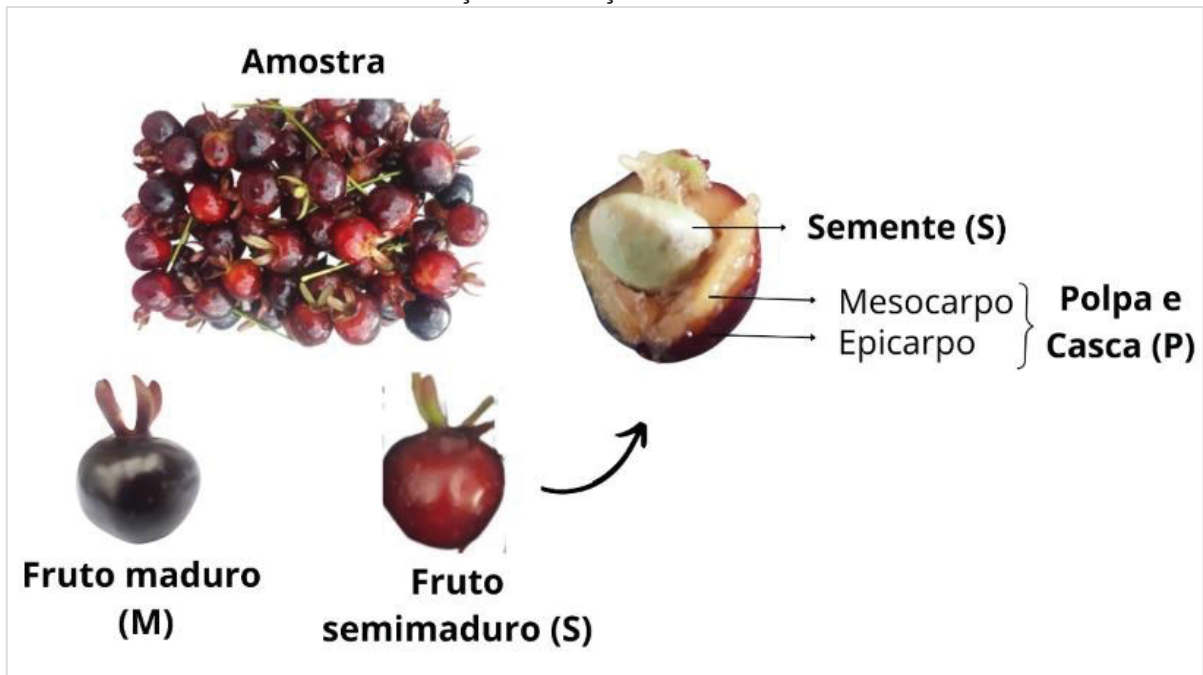 Amostra
Semente (S)
Mesocarpo
Epicarpo
Polpa e
Casca (P)
Fruto maduro
(M)
Fruto
semimaduro (S)